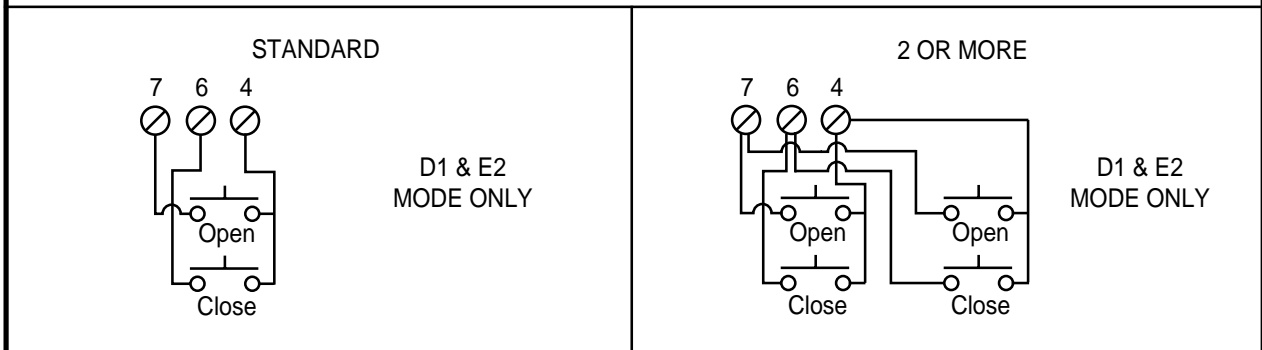 STANDARD
7 6 4
D1 & E2
MODE ONLY
Open
Close
2 OR MORE
7 6 4
D1 & E2
MODE ONLY
Open Open
Close Close